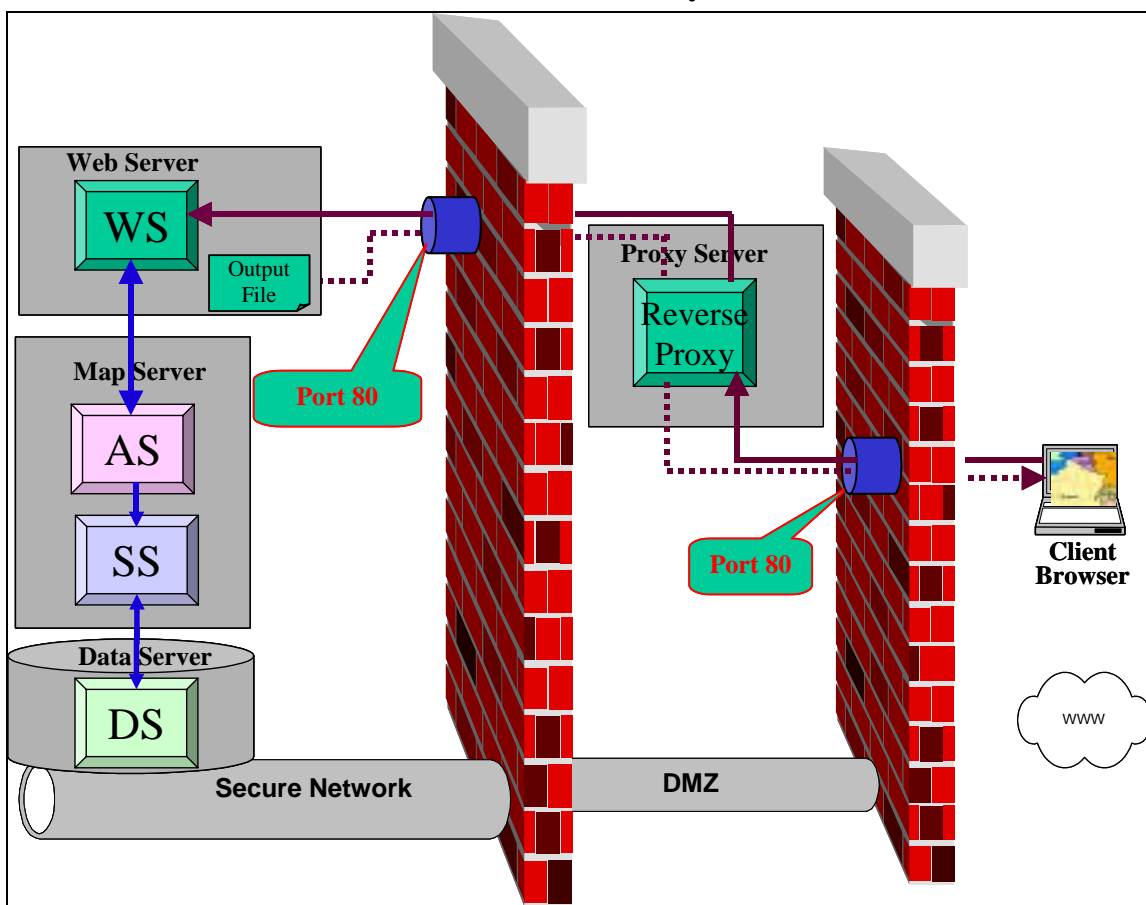 Web Server
WS
Output
File
Port 80
Map Server
AS
SS
Data Server
DS
Secure Network
Proxy Server
Reverse
Proxy
Port 80
DMZ
Client
Browser
www